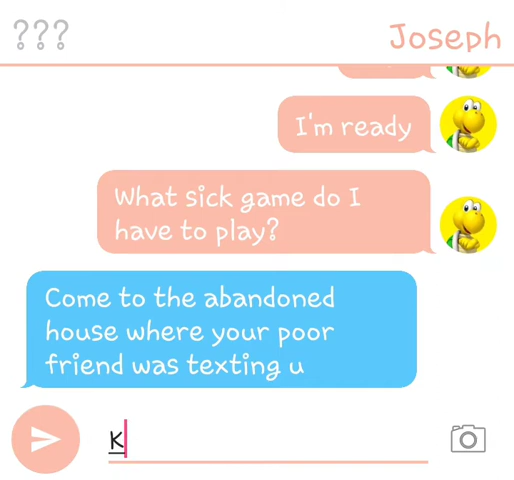 ???
Joseph
I'm ready
What sick game do I
have to play?
Come to the abandoned
house where your poor
friend was texting u
K